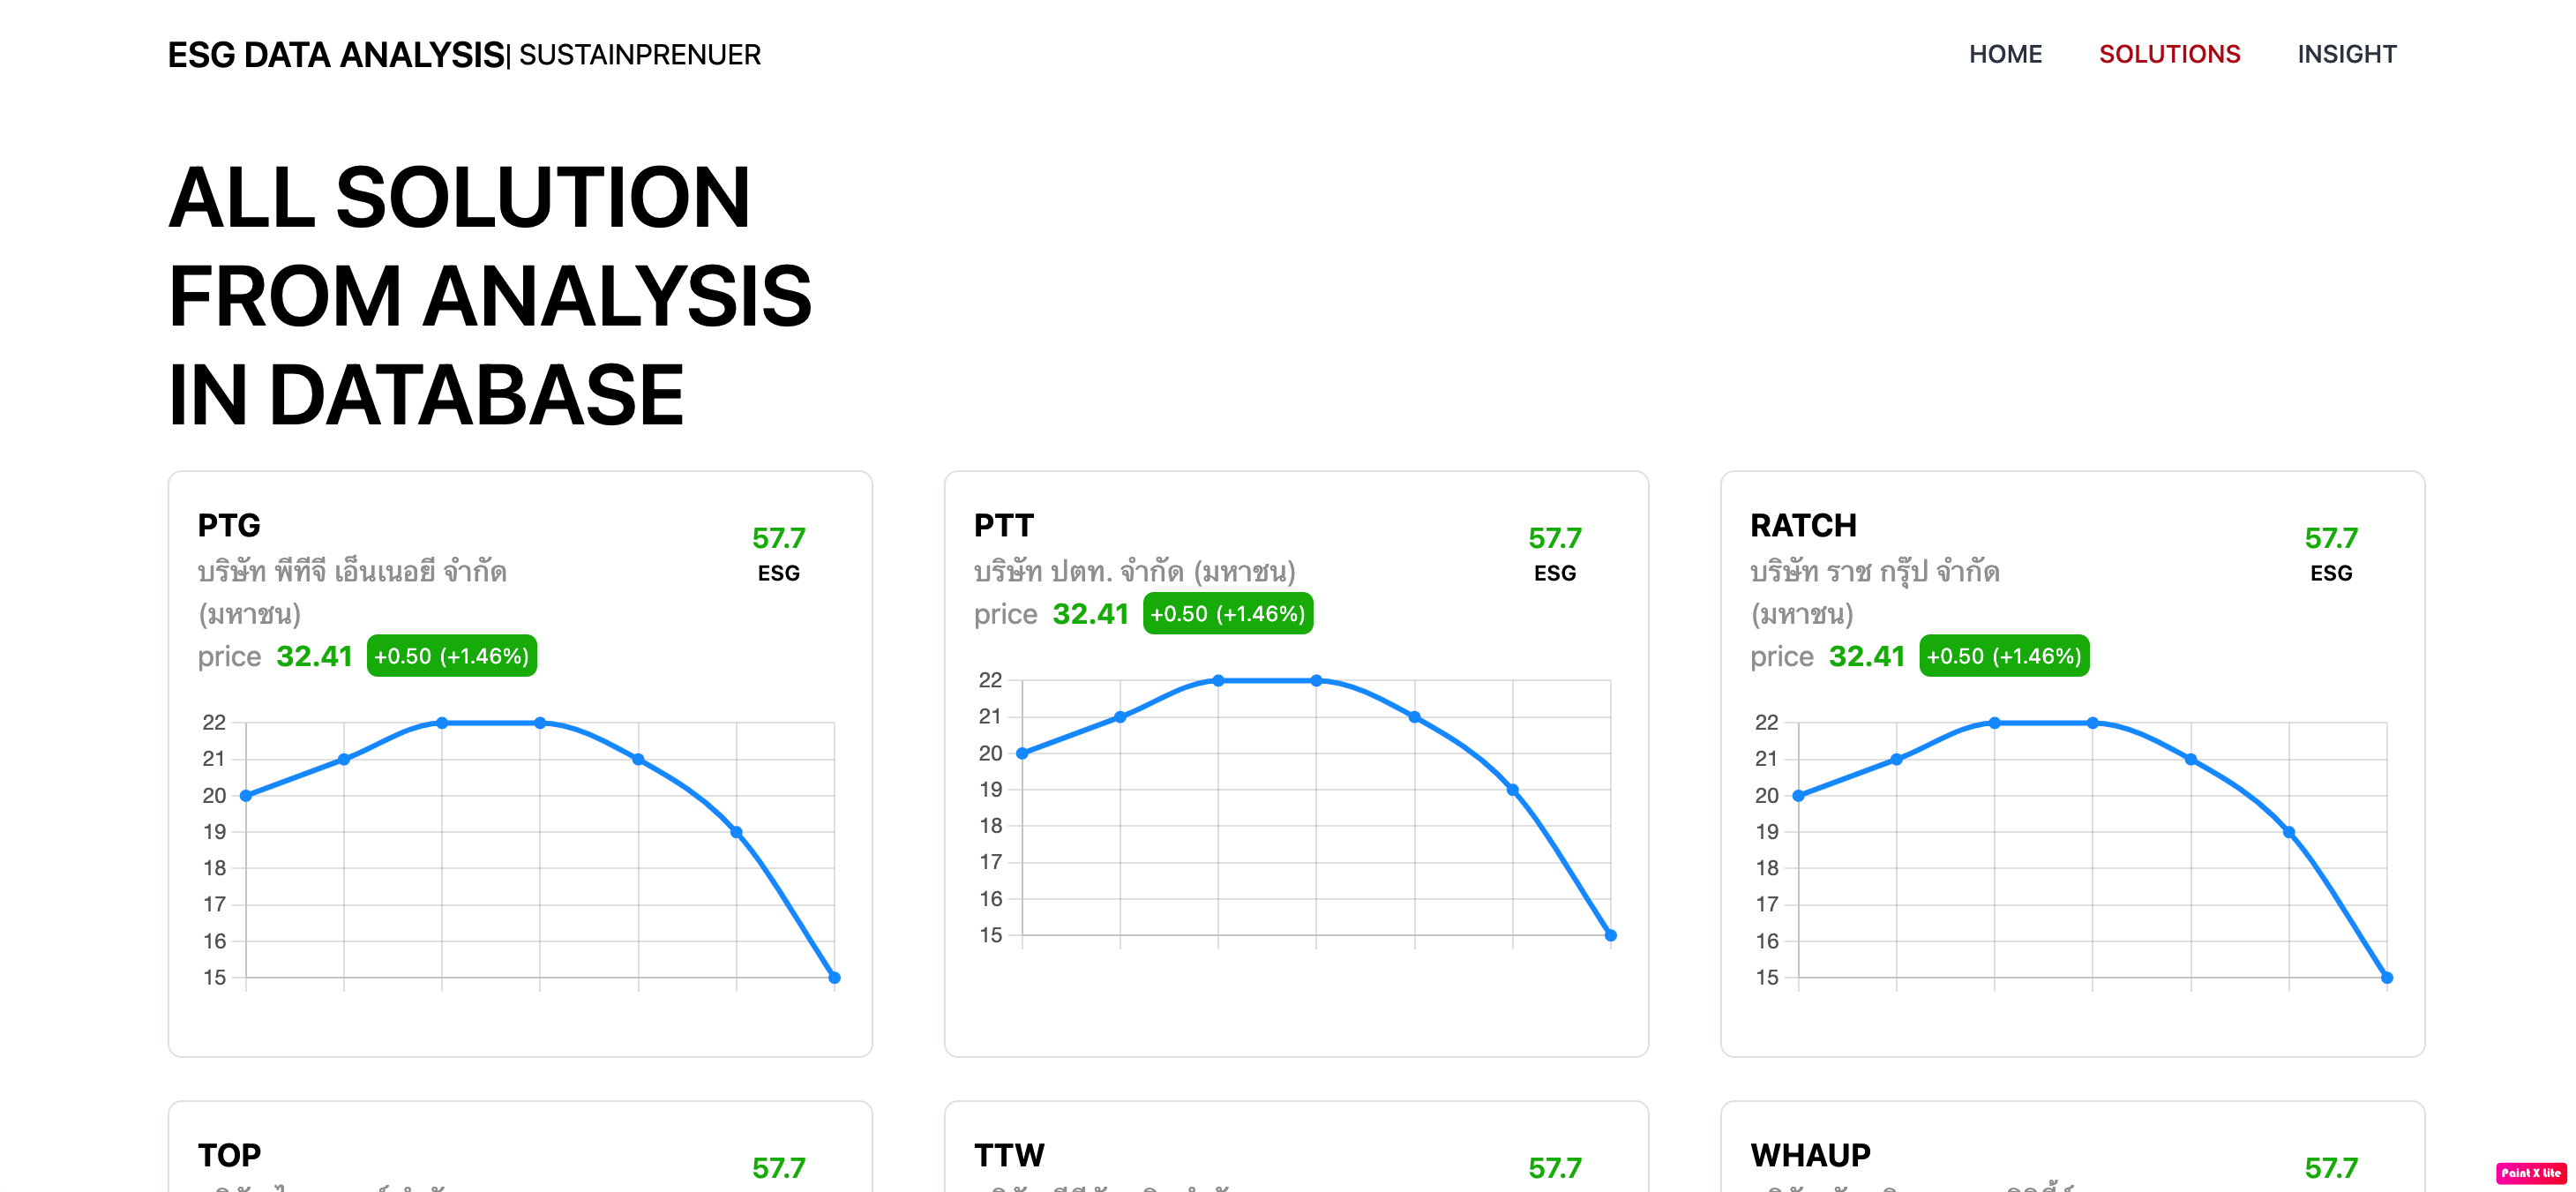 ESG DATA ANALYSIS| SUSTAINPRENUER
HOME SOLUTIONS INSIGHT
ALL SOLUTION
FROM ANALYSIS
IN DATABASE
PTG
57.7
บริษัท พีทีจี เอ็นเนอยี จำกัด
ESG
(มหาชน)
price 32.41 +0.50 (+1.46%)
22
21
20
19
18
17
16
15
PTT
57.7
บริษัท ปตท. จำกัด (มหาชน)
ESG
price 32.41 +0.50 (+1.46%)
22
21
20
19
18
17
16
15
RATCH
57.7
บริษัท ราช กรุ๊ป จำกัด
ESG
(มหาชน)
price 32.41 +0.50 (+1.46%)
22
21
20
19
18
17
16
15
TOP
57.7
TTW
57.7
WHAUP
57.7
Paint X Lite